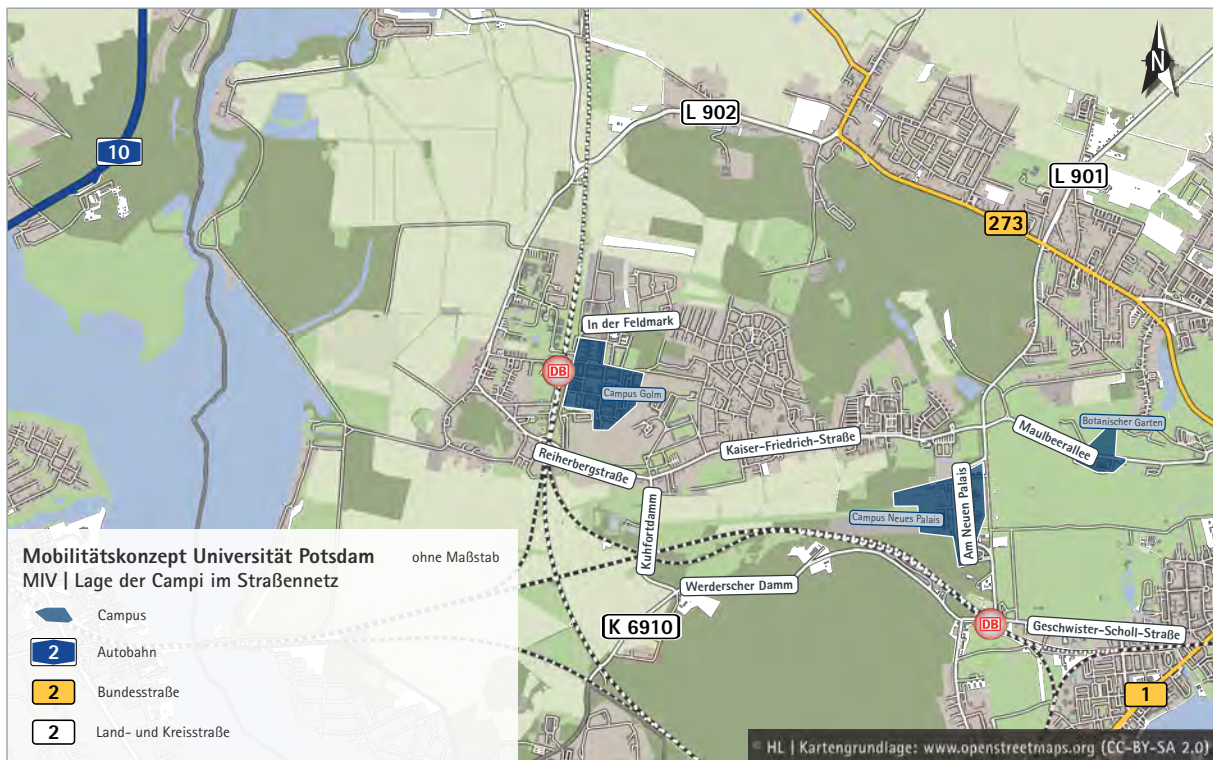 N
L 902
10
L 901
273
In der Feldmark
DB
Campus Golm
Botanischer Garten
Maulbeerallee
Kaiser-Friedrich-Straße
Reiherbergstraße
Am Neuen Palais
Campus Neues Palais
Kuhfortdamm
Werderscher Damm
K 6910
DB
Geschwister-Scholl-Straße
1
Mobilitätskonzept Universität Potsdam
ohne Maßstab
MIV | Lage der Campi im Straßennetz
Campus
2
Autobahn
2
Bundesstraße
2
Land- und Kreisstraße
© HL | Kartengrundlage: www.openstreetmaps.org (CC-BY-SA 2.0)